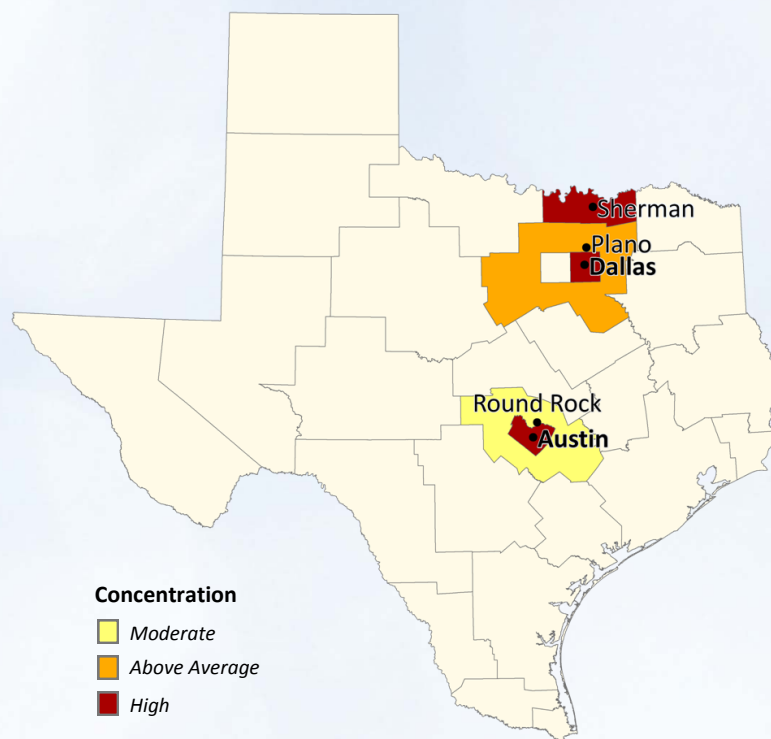 Sherman
Plano
Dallas
Round Rock
Austin
Concentration
Moderate
Above Average
High